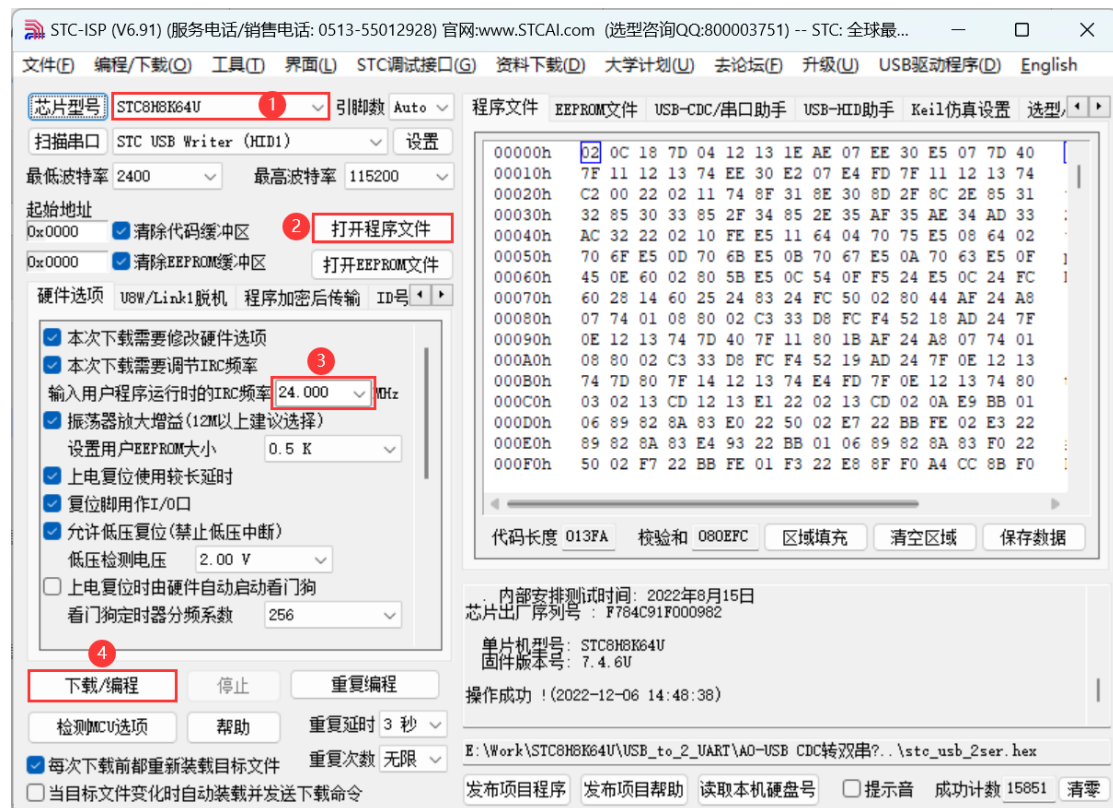 STC-ISP (V6.91) (服务电话/销售电话: 0513-55012928) 官网:www.STCAI.com (选型咨询QQ:800003751) -- STC: 全球最...
文件(F) 编程/下载(O) 工具(T) 界面(L) STC调试接口(G) 资料下载(D) 大学计划(U) 去论坛(F) 升级(U) USB驱动程序(D) English
芯片型号 STC8H8K64U 1 引脚数 Auto
扫描串口 STC USB Writer (HID1) 设置
最低波特率 2400 最高波特率 115200
起始地址
0x0000 清除代码缓冲区 2 打开程序文件
0x0000 清除EEPROM缓冲区 打开EEPROM文件
硬件选项 U8W/Link1脱机 程序加密后传输 ID号
本次下载需要修改硬件选项
本次下载需要调节IRC频率 3
输入用户程序运行时的IRC频率 24.000 MHz
振荡器放大增益(12M以上建议选择)
设置用户EEPROM大小 0.5 K
上电复位使用较长延时
复位脚用作I/O口
允许低压复位(禁止低压中断)
低压检测电压 2.00 V
上电复位时由硬件自动启动看门狗
看门狗定时器分频系数 256
4
下载/编程 停止 重复编程
检测MCU选项 帮助 重复延时 3 秒
每次下载前都重新装载目标文件 重复次数 无限
当目标文件变化时自动装载并发送下载命令
程序文件 EEPROM文件 USB-CDC/串口助手 USB-HID助手 Keil仿真设置 选型/
00000h 02 0C 18 7D 04 12 13 1E AE 07 EE 30 E5 07 7D 40
00010h 7F 11 12 13 74 EE 30 E2 07 E4 FD 7F 11 12 13 74
00020h C2 00 22 02 11 74 8F 31 8E 30 8D 2F 8C 2E 85 31
00030h 32 85 30 33 85 2F 34 85 2E 35 AF 35 AE 34 AD 33
00040h AC 32 22 02 10 FE E5 11 64 04 70 75 E5 08 64 02
00050h 70 6F E5 0D 70 6B E5 0B 70 67 E5 0A 70 63 E5 0F
00060h 45 0E 60 02 80 5B E5 0C 54 0F F5 24 E5 0C 24 FC
00070h 60 28 14 60 25 24 83 24 FC 50 02 80 44 AF 24 A8
00080h 07 74 01 08 80 02 C3 33 D8 FC F4 52 18 AD 24 7F
00090h 0E 12 13 74 7D 40 7F 11 80 1B AF 24 A8 07 74 01
000A0h 08 80 02 C3 33 D8 FC F4 52 19 AD 24 7F 0E 12 13
000B0h 74 7D 80 7F 14 12 13 74 E4 FD 7F 0E 12 13 74 80
000C0h 03 02 13 CD 12 13 E1 22 02 13 CD 02 0A E9 BB 01
000D0h 06 89 82 8A 83 E0 22 50 02 E7 22 BB FE 02 E3 22
000E0h 89 82 8A 83 E4 93 22 BB 01 06 89 82 8A 83 F0 22
000F0h 50 02 F7 22 BB FE 01 F3 22 E8 8F F0 A4 CC 8B F0
代码长度 013FA 校验和 080EFC 区域填充 清空区域 保存数据
. 内部安排测试时间: 2022年8月15日
芯片出厂序列号 : F784C91F000982
单片机型号: STC8H8K64U
固件版本号: 7.4.6U
操作成功 !(2022-12-06 14:48:38)
E:\Work\STC8H8K64U\USB_to_2_UART\AO-USB CDC转双串?..\stc_usb_2ser.hex
发布项目程序 发布项目帮助 读取本机硬盘号 提示音 成功计数 15851 清零